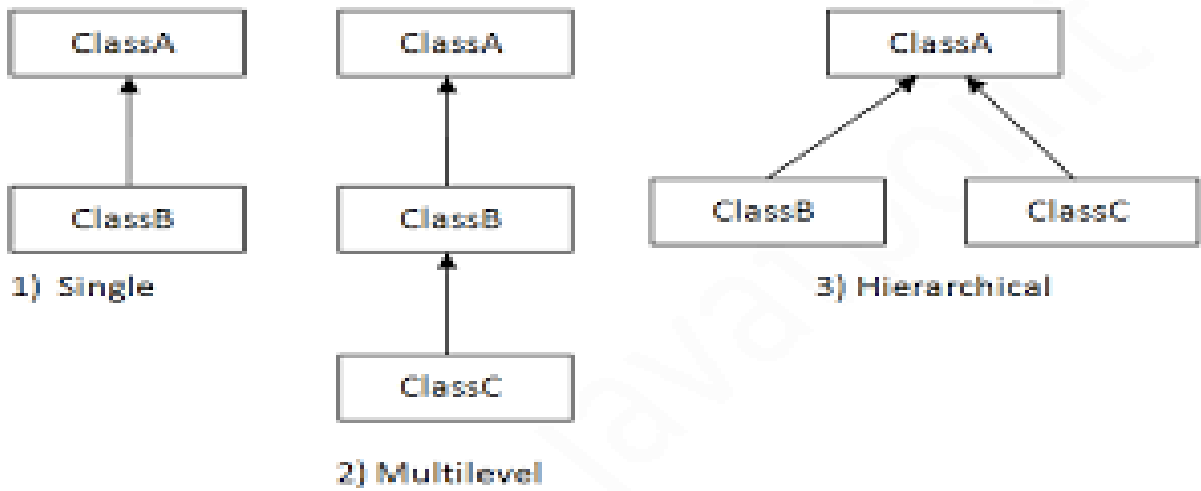 ClassA
ClassB
1) Single
ClassA
ClassB
ClassC
2) Multilevel
ClassA
ClassB
ClassC
3) Hierarchical